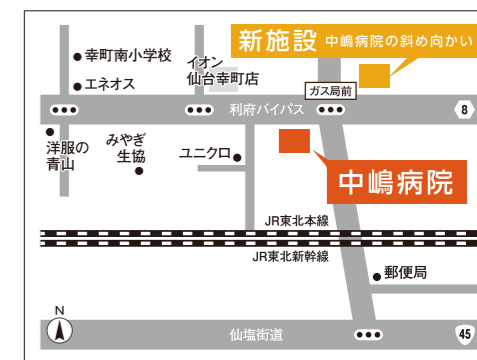 新施設 中嶋病院の斜め向かい
幸町南小学校
イオン
仙台幸町店
エネオス
ガス局前
利府バイパス
8
洋服の
青山
みやぎ
生協
ユニクロ
中嶋病院
JR東北本線
JR東北新幹線
郵便局
N
仙塩街道
45